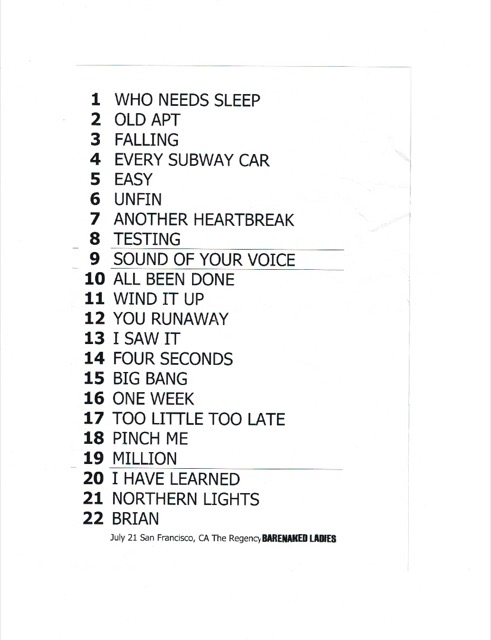 1 WHO NEEDS SLEEP
2 OLD APT
3 FALLING
4 EVERY SUBWAY CAR
5 EASY
6 UNFIN
7 ANOTHER HEARTBREAK
8 TESTING
9 SOUND OF YOUR VOICE
10 ALL BEEN DONE
11 WIND IT UP
12 YOU RUNAWAY
13 I SAW IT
14 FOUR SECONDS
15 BIG BANG
16 ONE WEEK
17 TOO LITTLE TOO LATE
18 PINCH ME
19 MILLION
20 I HAVE LEARNED
21 NORTHERN LIGHTS
22 BRIAN
July 21 San Francisco, CA The Regency BARENAKED LADIES